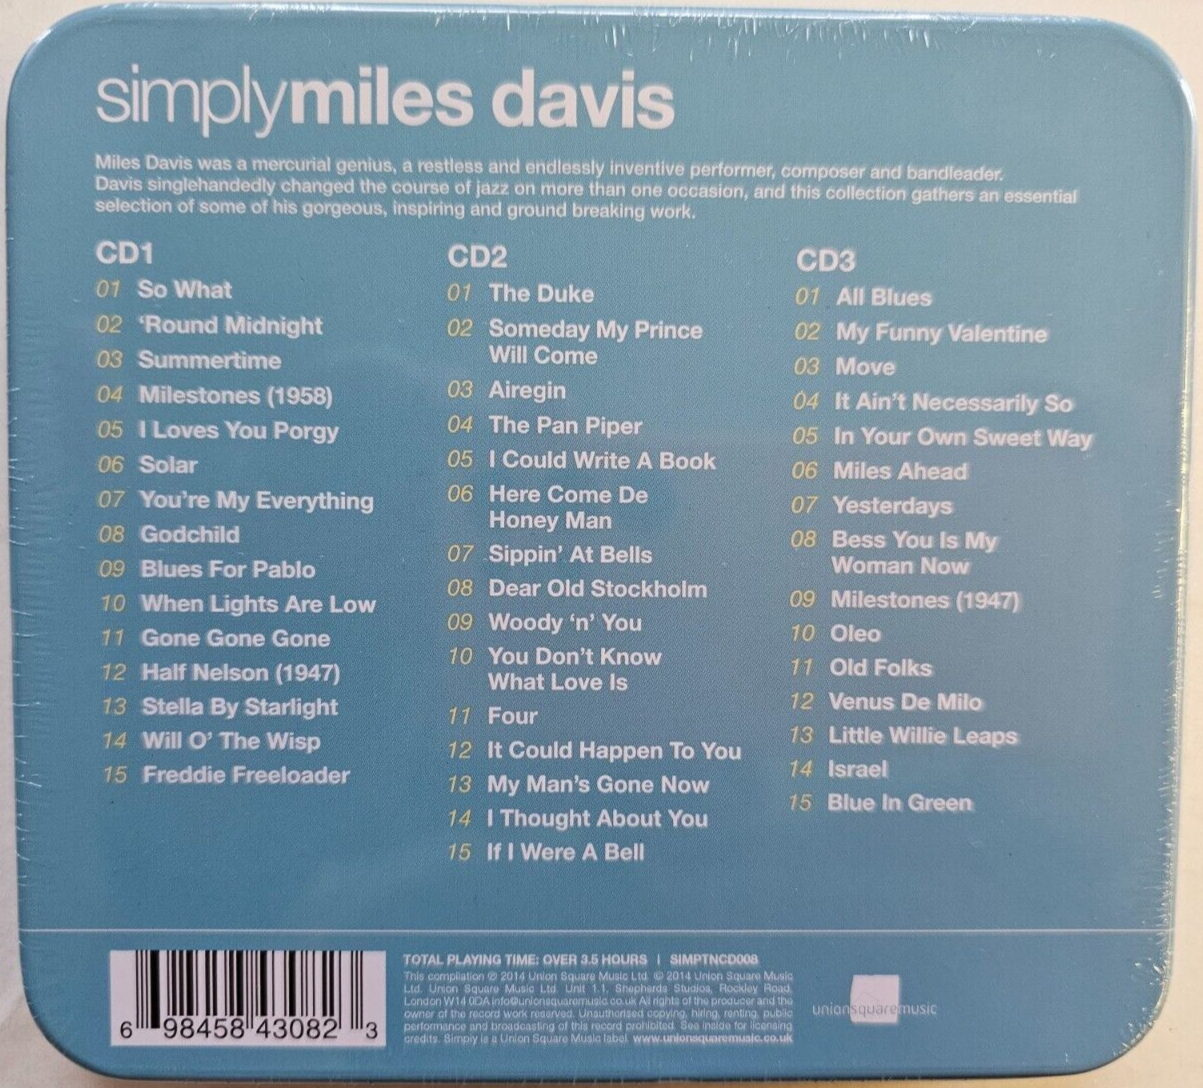 simplymiles davis
Miles Davis was a mercurial genius, a restless and endlessly inventive performer, composer and bandleader.
Davis singlehandedly changed the course of jazz on more than one occasion, and this collection gathers an essential
selection of some of his gorgeous, inspiring and ground breaking work.
CD1
01 So What
02 ‘Round Midnight
03 Summertime
04 Milestones (1958)
05 I Loves You Porgy
06 Solar
07 You’re My Everything
08 Godchild
09 Blues For Pablo
10 When Lights Are Low
11 Gone Gone Gone
12 Half Nelson (1947)
13 Stella By Starlight
14 Will O’ The Wisp
15 Freddie Freeloader
CD2
01 The Duke
02 Someday My Prince
Will Come
03 Airegin
04 The Pan Piper
05 I Could Write A Book
06 Here Come De
Honey Man
07 Sippin’ At Bells
08 Dear Old Stockholm
09 Woody ‘n’ You
10 You Don’t Know
What Love Is
11 Four
12 It Could Happen To You
13 My Man’s Gone Now
14 I Thought About You
15 If I Were A Bell
CD3
01 All Blues
02 My Funny Valentine
03 Move
04 It Ain’t Necessarily So
05 In Your Own Sweet Way
06 Miles Ahead
07 Yesterdays
08 Bess You Is My
Woman Now
09 Milestones (1947)
10 Oleo
11 Old Folks
12 Venus De Milo
13 Little Willie Leaps
14 Israel
15 Blue In Green
6 98458 43082 3
TOTAL PLAYING TIME: OVER 3.5 HOURS | SIMPTNCD008
This compilation ℗ 2014 Union Square Music Ltd. © 2014 Union Square Music
Ltd. Union Square Music Ltd. Unit 1.1, Shepherds Studios, Rockley Road,
London W14 0DA info@unionsquaremusic.co.uk All rights of the producer and the
owner of the record work reserved. Unauthorised copying, hiring, renting, public
performance and broadcasting of this record prohibited. See inside for licensing
credits. Simply is a Union Square Music label. www.unionsquaremusic.co.uk
unionsquaremusic